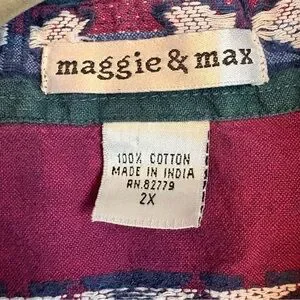 maggie & max
100% COTTON
MADE IN INDIA
RN.82779
2X